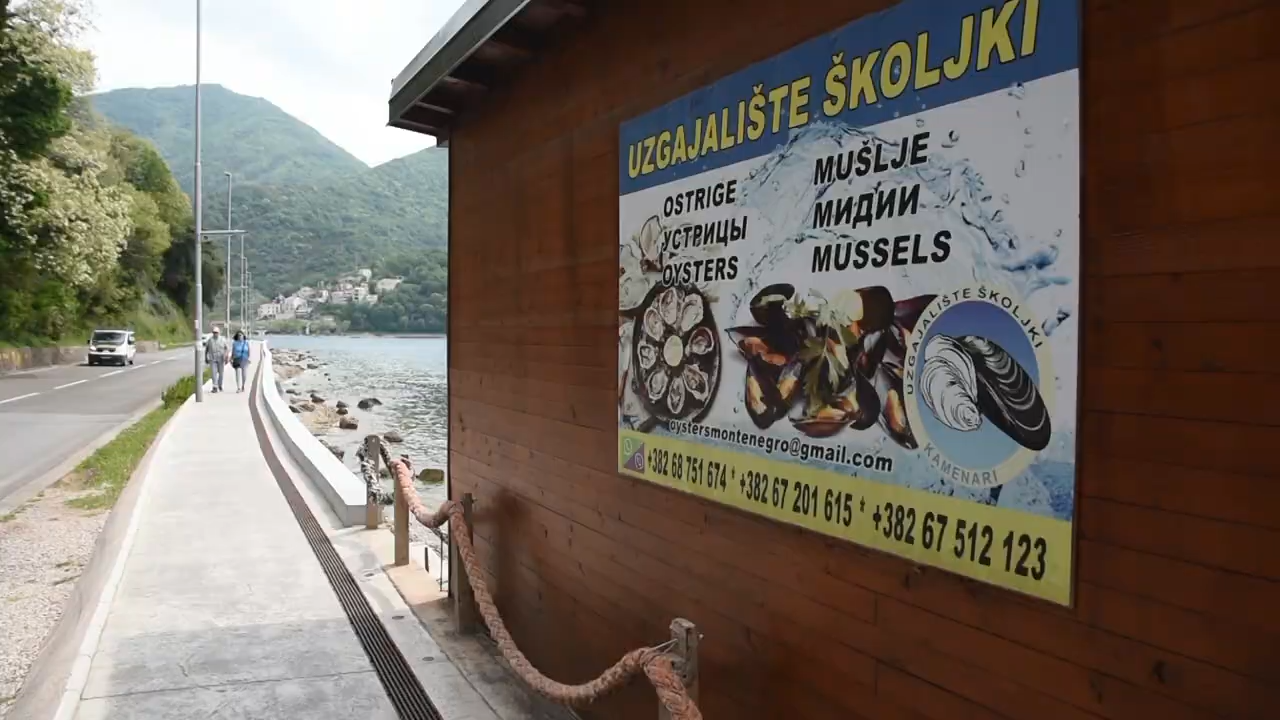 UZGAJALIŠTE ŠKOLJKI
OSTRIGE
УСТРИЦЫ
OYSTERS
MUŠLJE
МИДИИ
MUSSELS
UZGAJALIŠTE ŠKOLJKI
KAMENARI
oystersmontenegro@gmail.com
+382 68 751 674 * +382 67 201 615 * +382 67 512 123